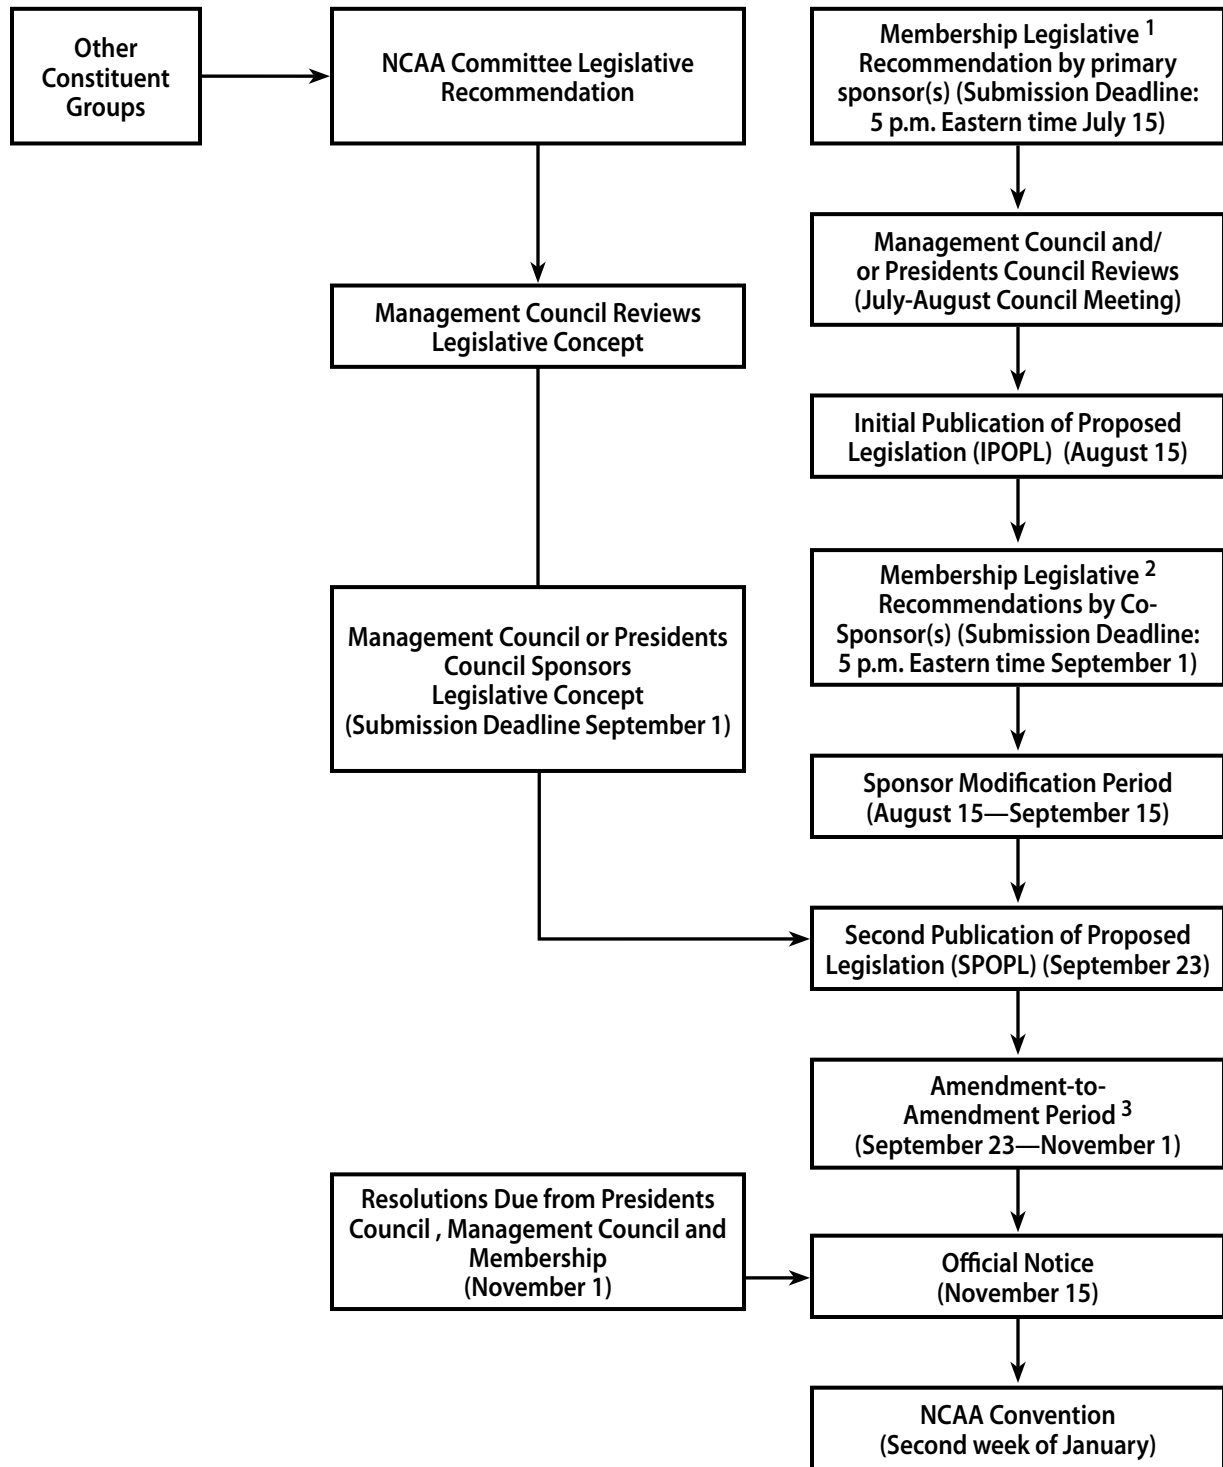 Other
Constituent
Groups
NCAA Committee Legislative
Recommendation
Membership Legislative 1
Recommendation by primary
sponsor(s) (Submission Deadline:
5 p.m. Eastern time July 15)
Management Council and/
or Presidents Council Reviews
(July-August Council Meeting)
Management Council Reviews
Legislative Concept
Initial Publication of Proposed
Legislation (IPOPL) (August 15)
Membership Legislative 2
Recommendations by Co-
Sponsor(s) (Submission Deadline:
5 p.m. Eastern time September 1)
Management Council or Presidents
Council Sponsors
Legislative Concept
(Submission Deadline September 1)
Sponsor Modification Period
(August 15—September 15)
Second Publication of Proposed
Legislation (SPOPL) (September 23)
Amendment-to-
Amendment Period 3
(September 23—November 1)
Resolutions Due from Presidents
Council , Management Council and
Membership
(November 1)
Official Notice
(November 15)
NCAA Convention
(Second week of January)